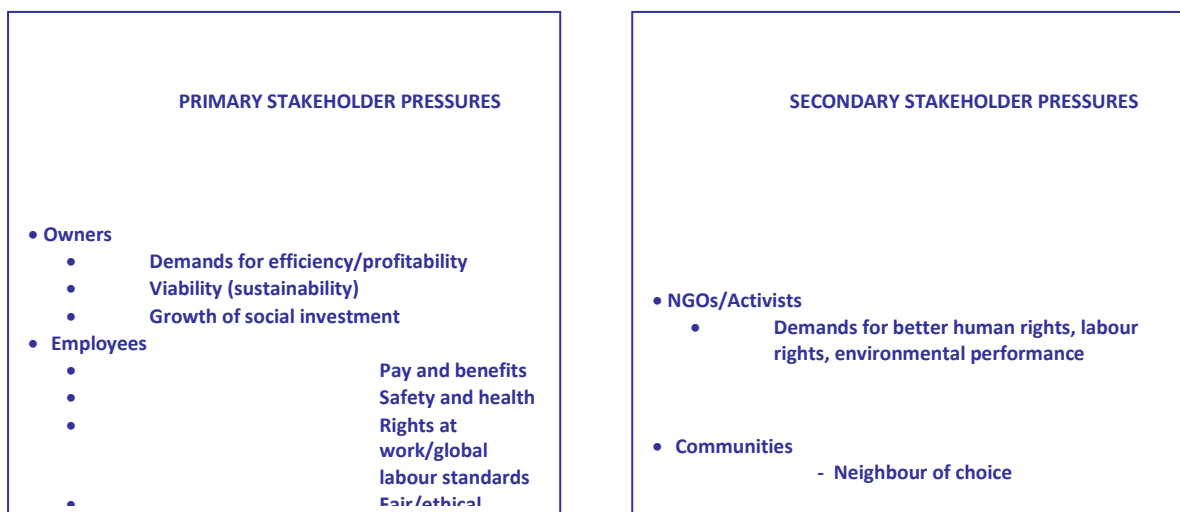 PRIMARY STAKEHOLDER PRESSURES
• Owners
• Demands for efficiency/profitability
• Viability (sustainability)
• Growth of social investment
• Employees
• Pay and benefits
• Safety and health
• Rights at
work/global
labour standards
• Fair/ethical
SECONDARY STAKEHOLDER PRESSURES
• NGOs/Activists
• Demands for better human rights, labour
rights, environmental performance
• Communities
- Neighbour of choice